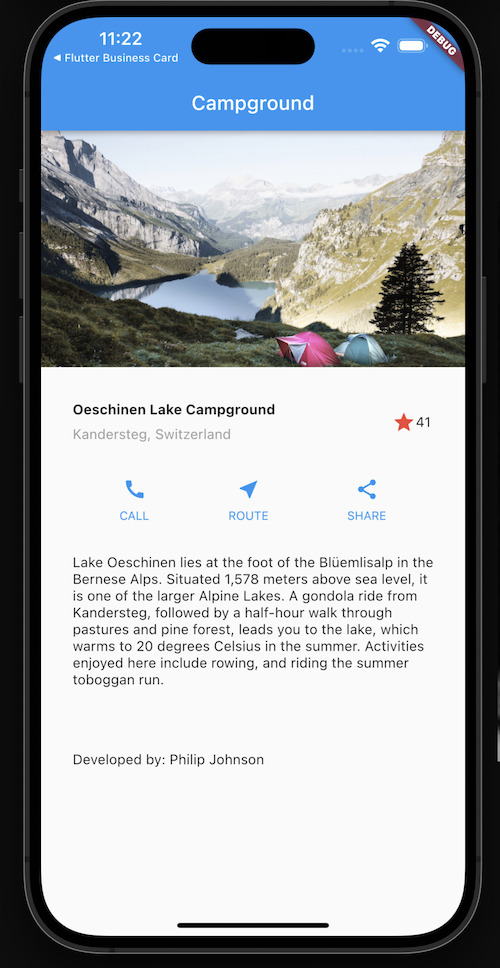 11:22
DEBUG
◀ Flutter Business Card
Campground
Oeschinen Lake Campground
Kandersteg, Switzerland
41
CALL
ROUTE
SHARE
Lake Oeschinen lies at the foot of the Blüemlisalp in the
Bernese Alps. Situated 1,578 meters above sea level, it
is one of the larger Alpine Lakes. A gondola ride from
Kandersteg, followed by a half-hour walk through
pastures and pine forest, leads you to the lake, which
warms to 20 degrees Celsius in the summer. Activities
enjoyed here include rowing, and riding the summer
toboggan run.
Developed by: Philip Johnson